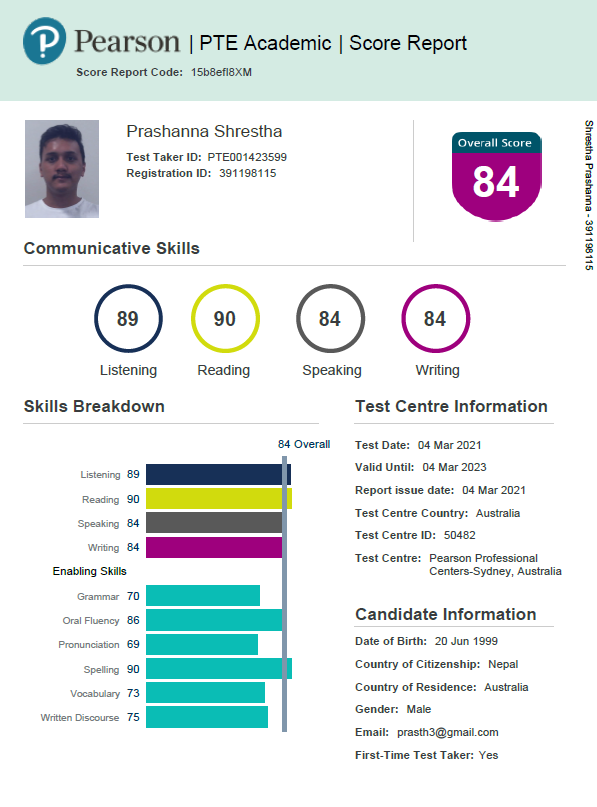 Pearson | PTE Academic | Score Report
Score Report Code: 15b8efl8XM
Prashanna Shrestha
Test Taker ID: PTE001423599
Registration ID: 391198115
Overall Score
84
Shrestha Prashanna - 391198115
Communicative Skills
89 90 84 84
Listening Reading Speaking Writing
Skills Breakdown
84 Overall
Listening 89
Reading 90
Speaking 84
Writing 84
Enabling Skills
Grammar 70
Oral Fluency 86
Pronunciation 69
Spelling 90
Vocabulary 73
Written Discourse 75
Test Centre Information
Test Date: 04 Mar 2021
Valid Until: 04 Mar 2023
Report issue date: 04 Mar 2021
Test Centre Country: Australia
Test Centre ID: 50482
Test Centre: Pearson Professional
Centers-Sydney, Australia
Candidate Information
Date of Birth: 20 Jun 1999
Country of Citizenship: Nepal
Country of Residence: Australia
Gender: Male
Email: prasth3@gmail.com
First-Time Test Taker: Yes